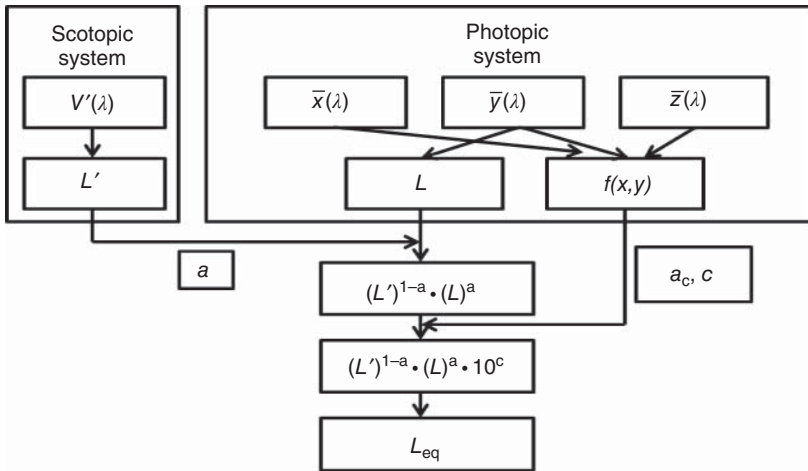 Scotopic
system
Photopic
system
V′(λ)
x̄(λ)
ȳ(λ)
z̄(λ)
L′
L
f(x,y)
a
a_c, c
(L′)^{1–a} • (L)^a
(L′)^{1–a} • (L)^a • 10^c
L_eq